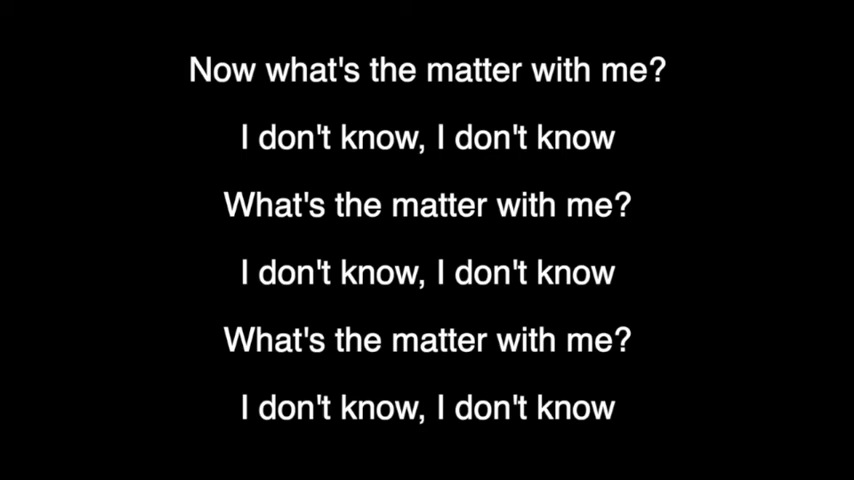 Now what's the matter with me?
I don't know, I don't know
What's the matter with me?
I don't know, I don't know
What's the matter with me?
I don't know, I don't know